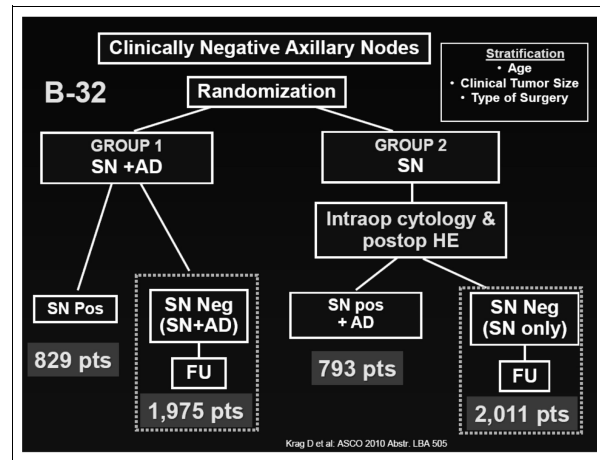 Clinically Negative Axillary Nodes
Stratification
• Age
• Clinical Tumor Size
• Type of Surgery
B-32
Randomization
GROUP 1
SN +AD
GROUP 2
SN
Intraop cytology &
postop HE
SN Pos
SN Neg
(SN+AD)
SN pos
+ AD
SN Neg
(SN only)
829 pts
FU
793 pts
FU
1,975 pts
2,011 pts
Krag D et al: ASCO 2010 Abstr. LBA 505